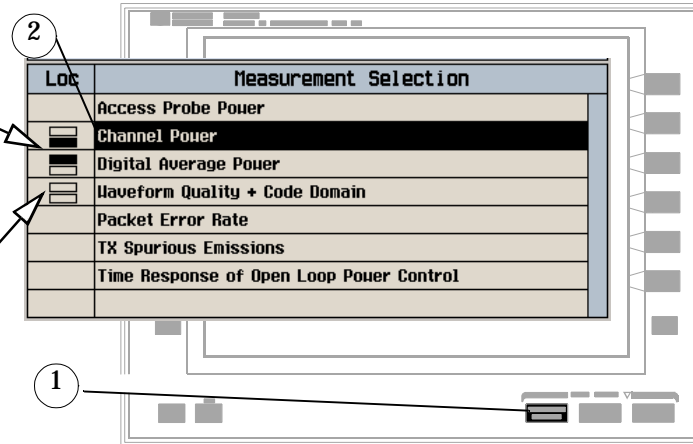 2
Loc Measurement Selection
Access Probe Power
Channel Power
Digital Average Power
Waveform Quality + Code Domain
Packet Error Rate
TX Spurious Emissions
Time Response of Open Loop Power Control
1